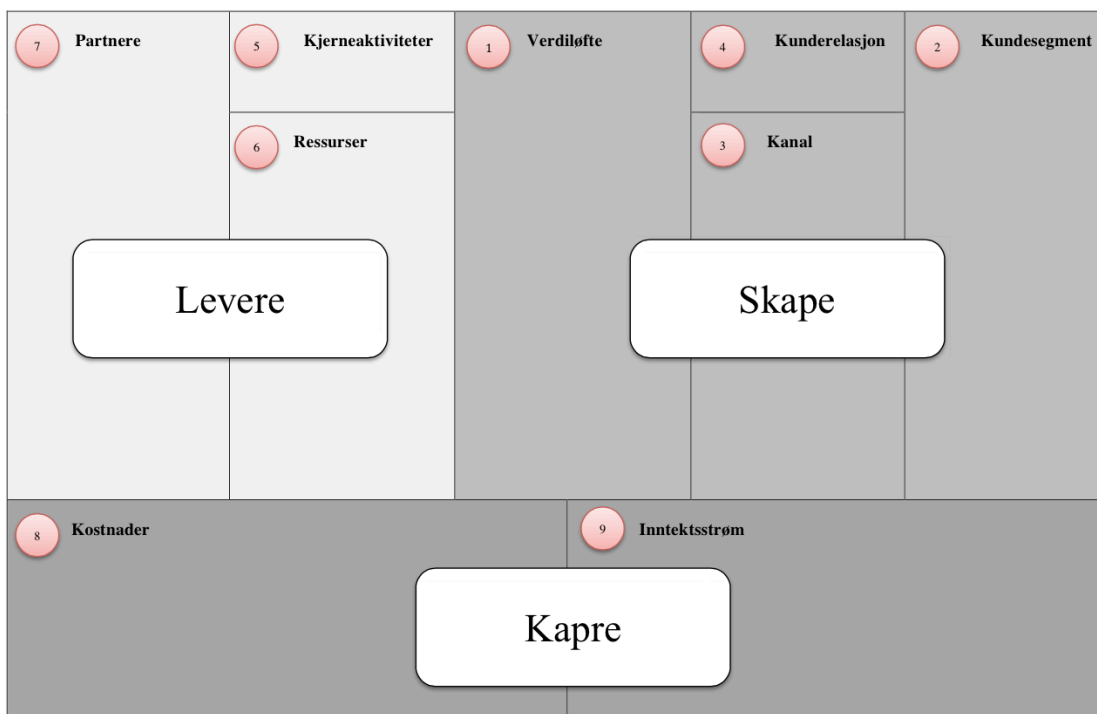 7 Partnere
5 Kjerneaktiviteter
1 Verdiløfte
4 Kunderelasjon
2 Kundesegment
6 Ressurser
3 Kanal
Levere
Skape
8 Kostnader
9 Inntektsstrøm
Kapre